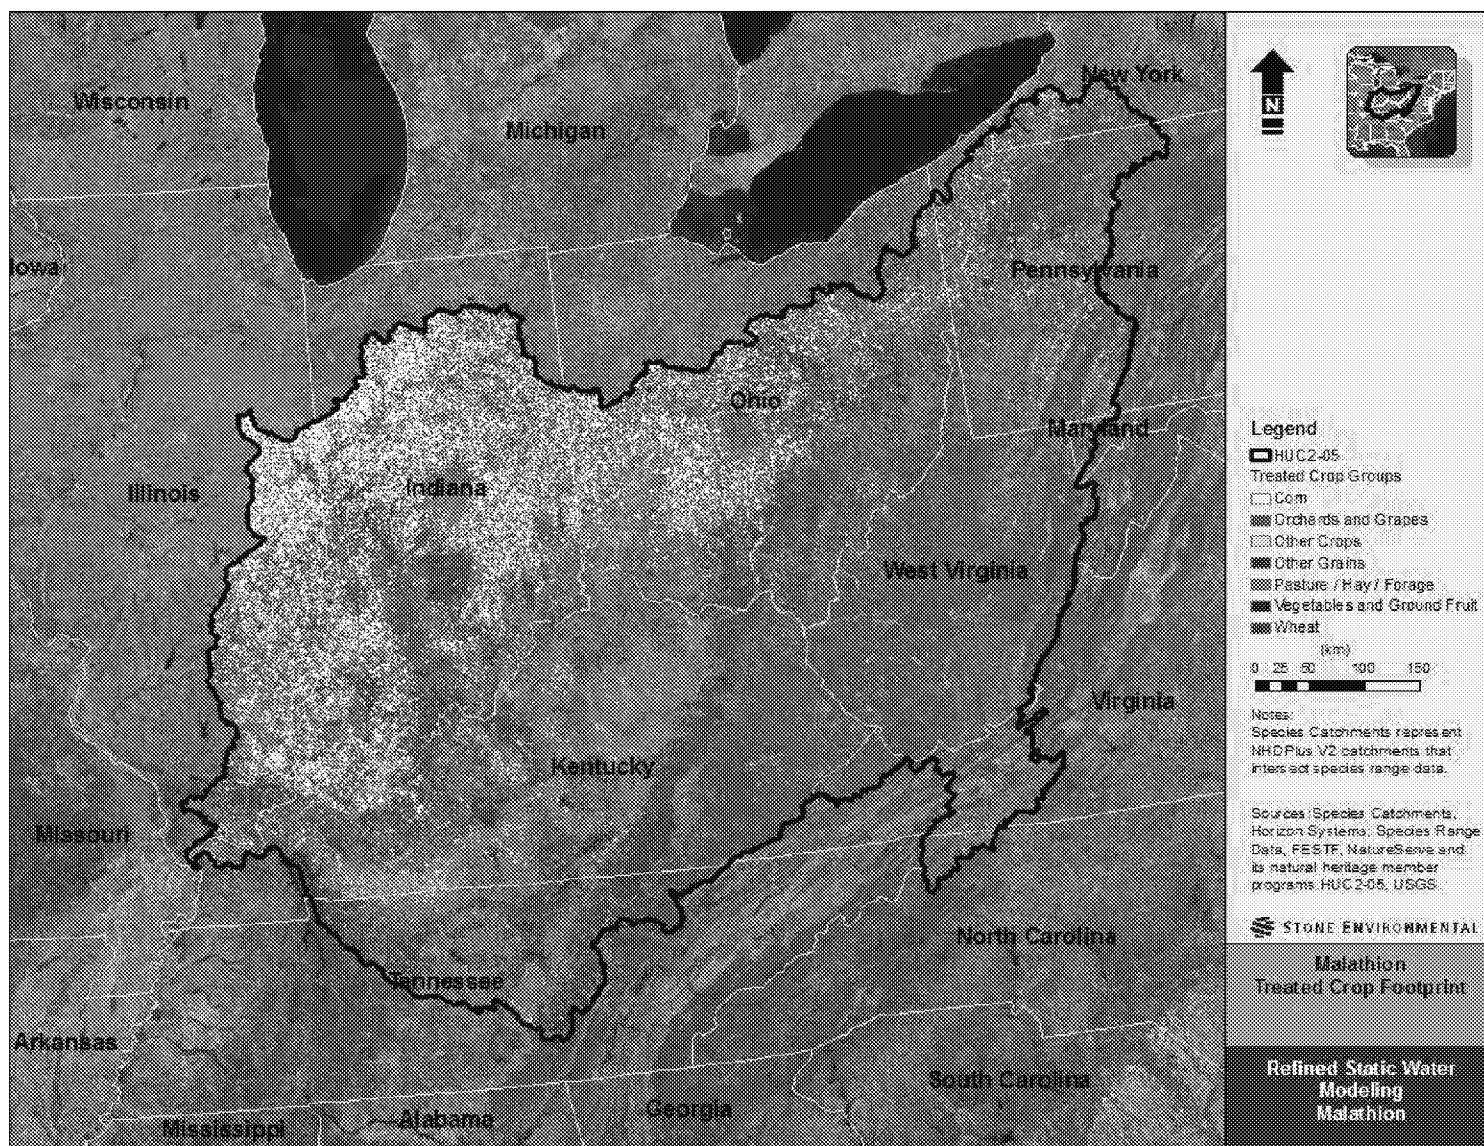 Wisconsin
Michigan
New York
Iowa
Pennsylvania
Ohio
Maryland
Illinois
Indiana
West Virginia
Virginia
Kentucky
Missouri
North Carolina
Tennessee
Arkansas
South Carolina
Georgia
Alabama
Mississippi
N
Legend
HUC2-05
Treated Crop Groups
Corn
Orchards and Grapes
Other Crops
Other Grains
Pasture / Hay / Forage
Vegetables and Ground Fruit
Wheat
(km)
0 25 50 100 150
Notes:
Species Catchments represent
NHDPlus V2 catchments that
intersect species range data.
Sources: Species Catchments,
Horizon Systems; Species Range
Data, FESTF, NatureServe and
its natural heritage member
programs; HUC2-05, USGS.
STONE ENVIRONMENTAL
Malathion
Treated Crop Footprint
Refined Static Water
Modeling
Malathion